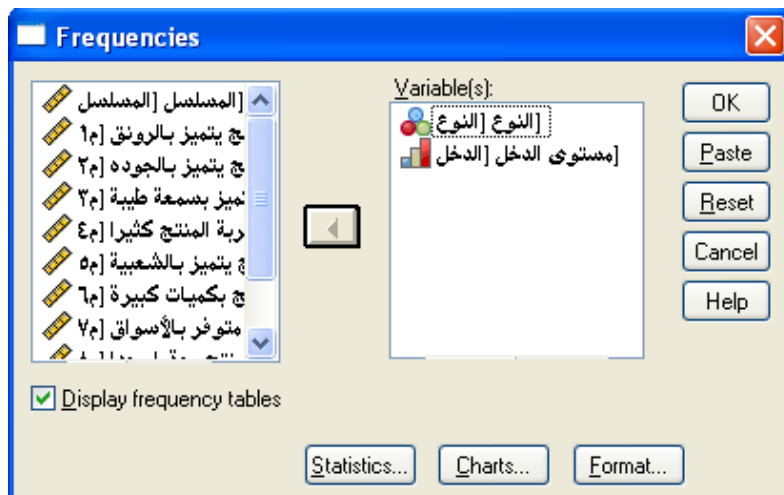 Frequencies
المسلسل [المسلسل]
ج يتميز بالرونق [م١
ج يتميز بالجوده [م٢
تميز بسمعة طيبة [م٣
ربة المنتج كثيرا [م٤
ج يتميز بالشعبية [م٥
ج بكميات كبيرة [م٦
متوفر بالأسواق [م٧
Variable(s):
النوع [النوع]
مستوى الدخل [الدخل]
OK
Paste
Reset
Cancel
Help
Display frequency tables
Statistics...
Charts...
Format...